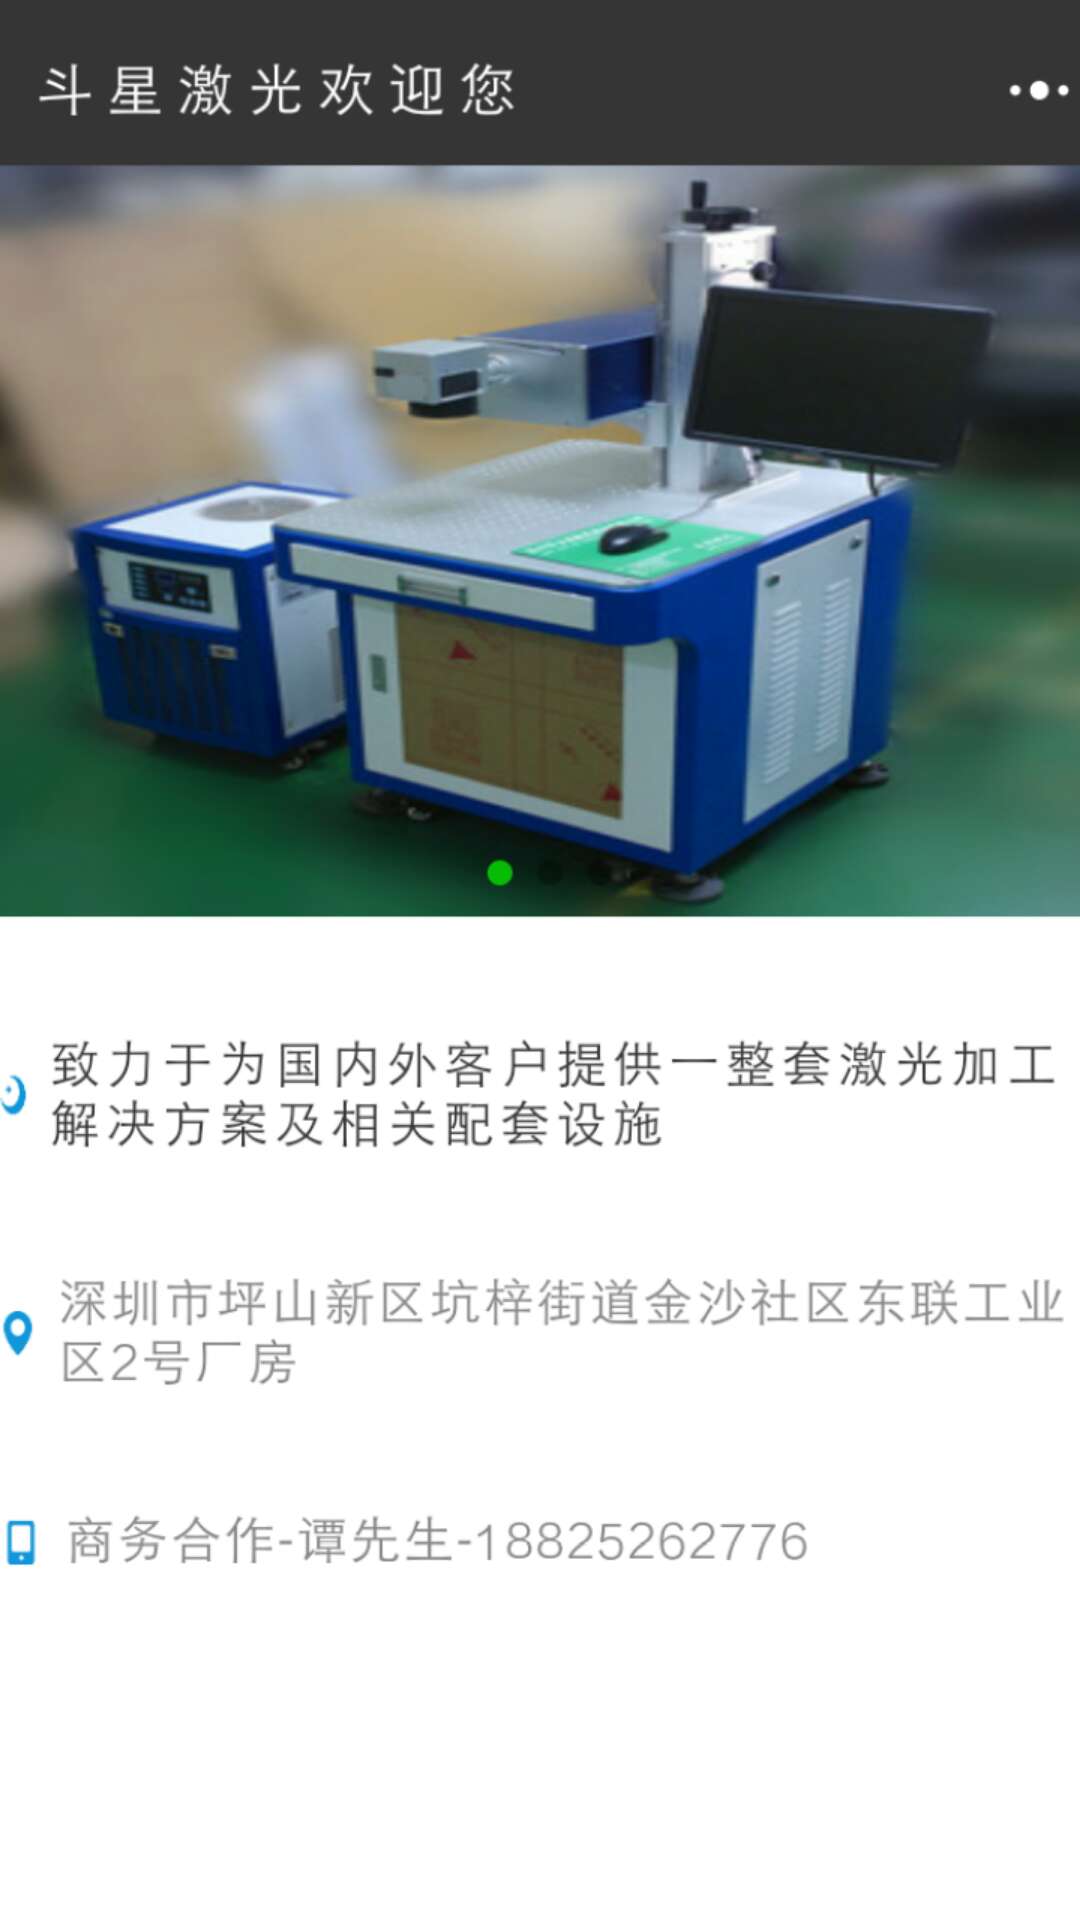 斗星激光欢迎您
致力于为国内外客户提供一整套激光加工
解决方案及相关配套设施
深圳市坪山新区坑梓街道金沙社区东联工业
区2号厂房
商务合作-谭先生-18825262776